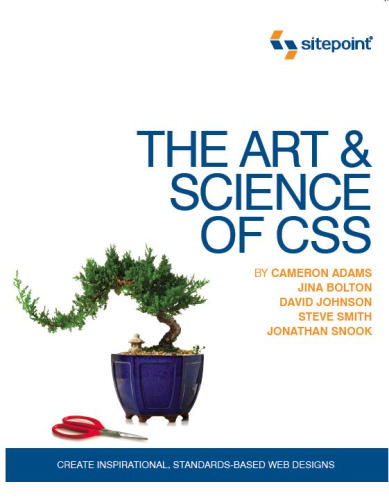 sitepoint®
THE ART &
SCIENCE
OF CSS
BY CAMERON ADAMS
JINA BOLTON
DAVID JOHNSON
STEVE SMITH
JONATHAN SNOOK
CREATE INSPIRATIONAL, STANDARDS-BASED WEB DESIGNS